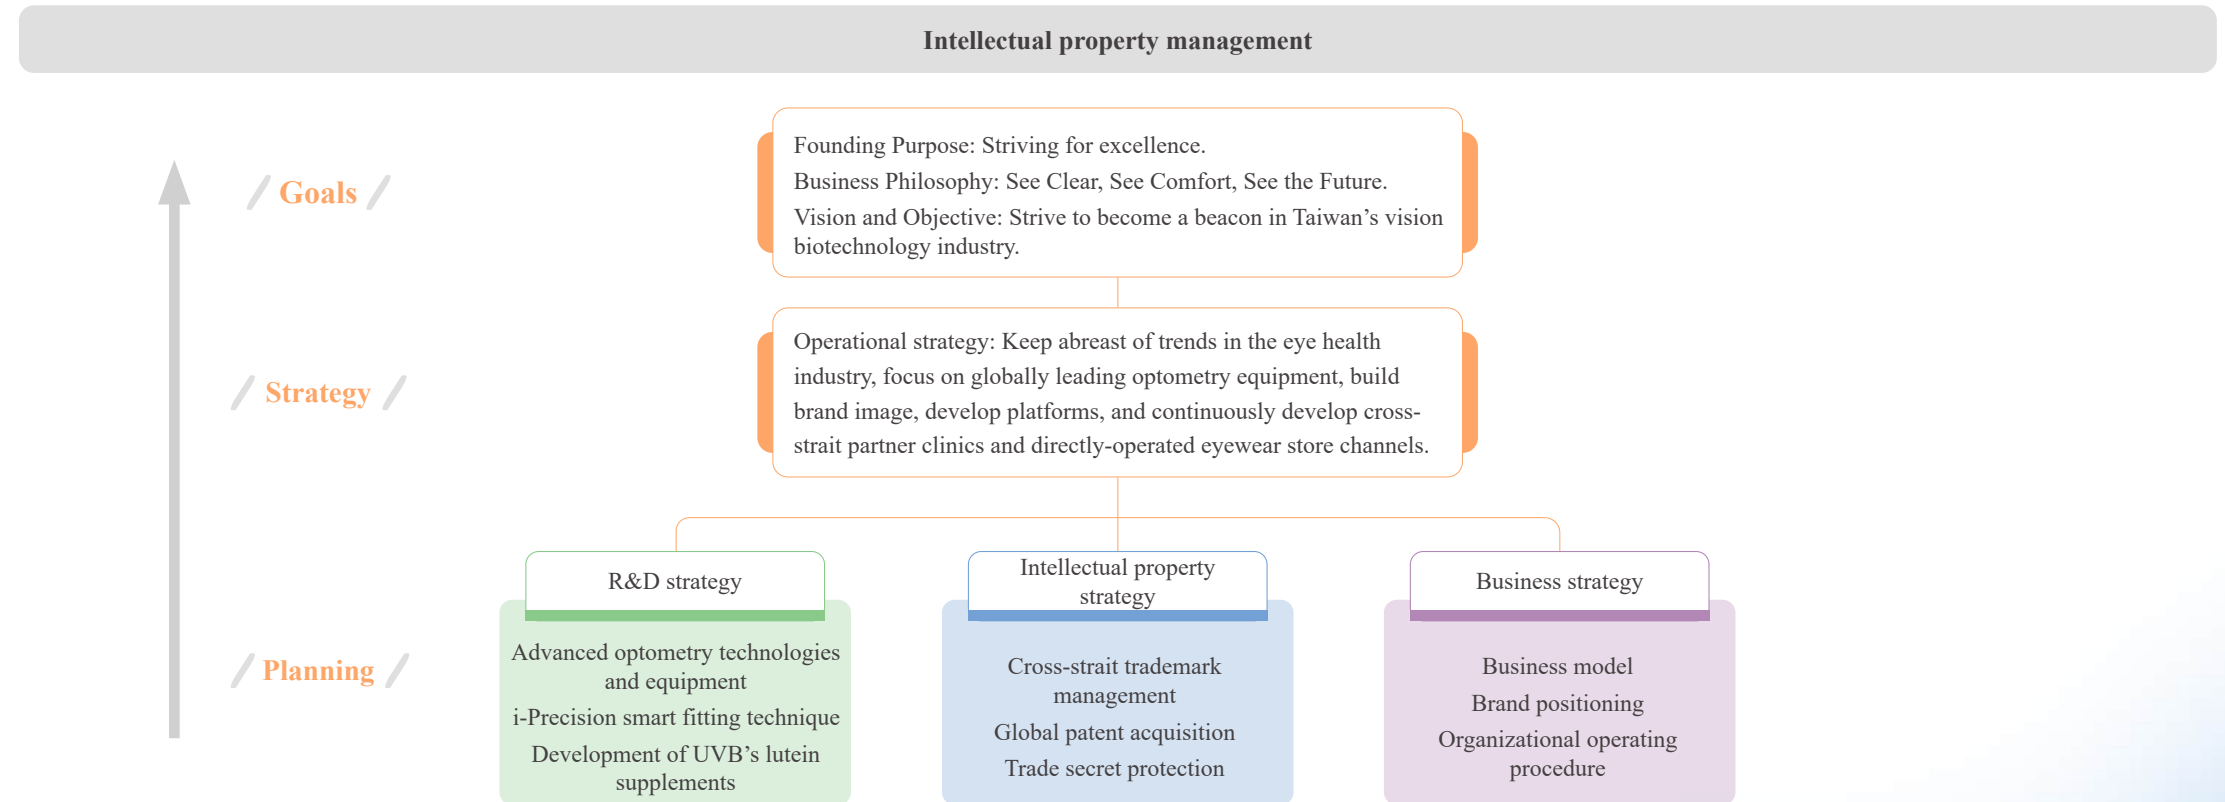 Intellectual property management
Goals
Founding Purpose: Striving for excellence.
Business Philosophy: See Clear, See Comfort, See the Future.
Vision and Objective: Strive to become a beacon in Taiwan’s vision
biotechnology industry.
Strategy
Operational strategy: Keep abreast of trends in the eye health
industry, focus on globally leading optometry equipment, build
brand image, develop platforms, and continuously develop cross-
strait partner clinics and directly-operated eyewear store channels.
Planning
R&D strategy
Advanced optometry technologies
and equipment
i-Precision smart fitting technique
Development of UVB’s lutein
supplements
Intellectual property
strategy
Cross-strait trademark
management
Global patent acquisition
Trade secret protection
Business strategy
Business model
Brand positioning
Organizational operating
procedure